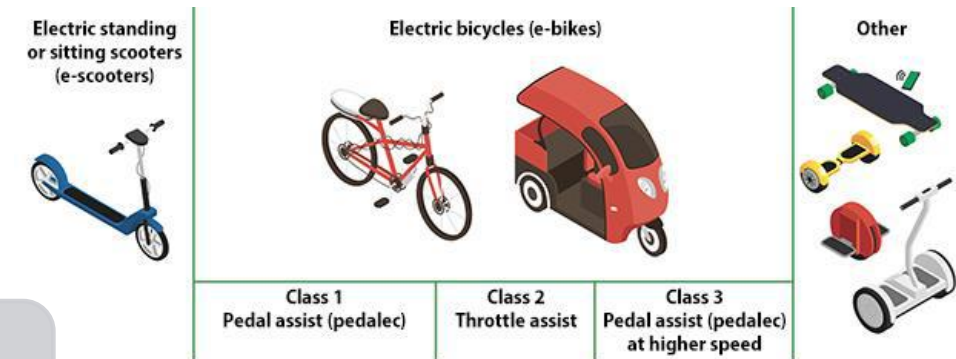 Electric standing
or sitting scooters
(e-scooters)
Electric bicycles (e-bikes)
Other
Class 1
Pedal assist (pedalec)
Class 2
Throttle assist
Class 3
Pedal assist (pedalec)
at higher speed